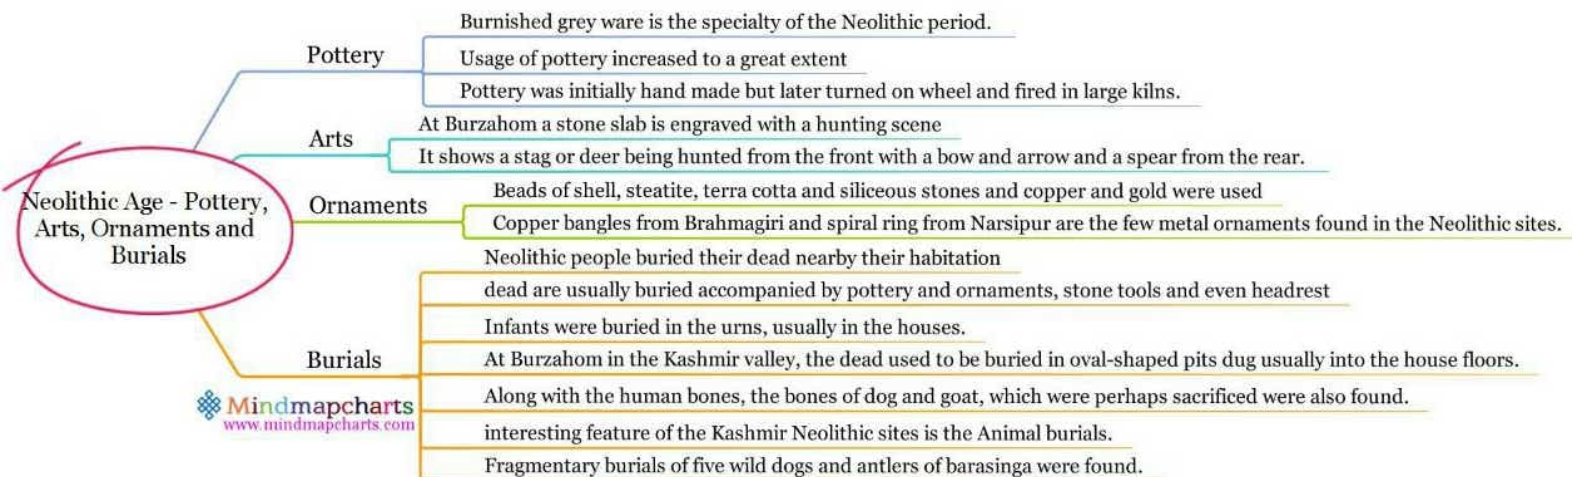 Neolithic Age - Pottery,
Arts, Ornaments and
Burials
Pottery
Burnished grey ware is the specialty of the Neolithic period.
Usage of pottery increased to a great extent
Pottery was initially hand made but later turned on wheel and fired in large kilns.
Arts
At Burzahom a stone slab is engraved with a hunting scene
It shows a stag or deer being hunted from the front with a bow and arrow and a spear from the rear.
Ornaments
Beads of shell, steatite, terra cotta and siliceous stones and copper and gold were used
Copper bangles from Brahmagiri and spiral ring from Narsipur are the few metal ornaments found in the Neolithic sites.
Burials
Neolithic people buried their dead nearby their habitation
dead are usually buried accompanied by pottery and ornaments, stone tools and even headrest
Infants were buried in the urns, usually in the houses.
At Burzahom in the Kashmir valley, the dead used to be buried in oval-shaped pits dug usually into the house floors.
Along with the human bones, the bones of dog and goat, which were perhaps sacrificed were also found.
interesting feature of the Kashmir Neolithic sites is the Animal burials.
Fragmentary burials of five wild dogs and antlers of barasinga were found.
Mindmapcharts
www.mindmapcharts.com